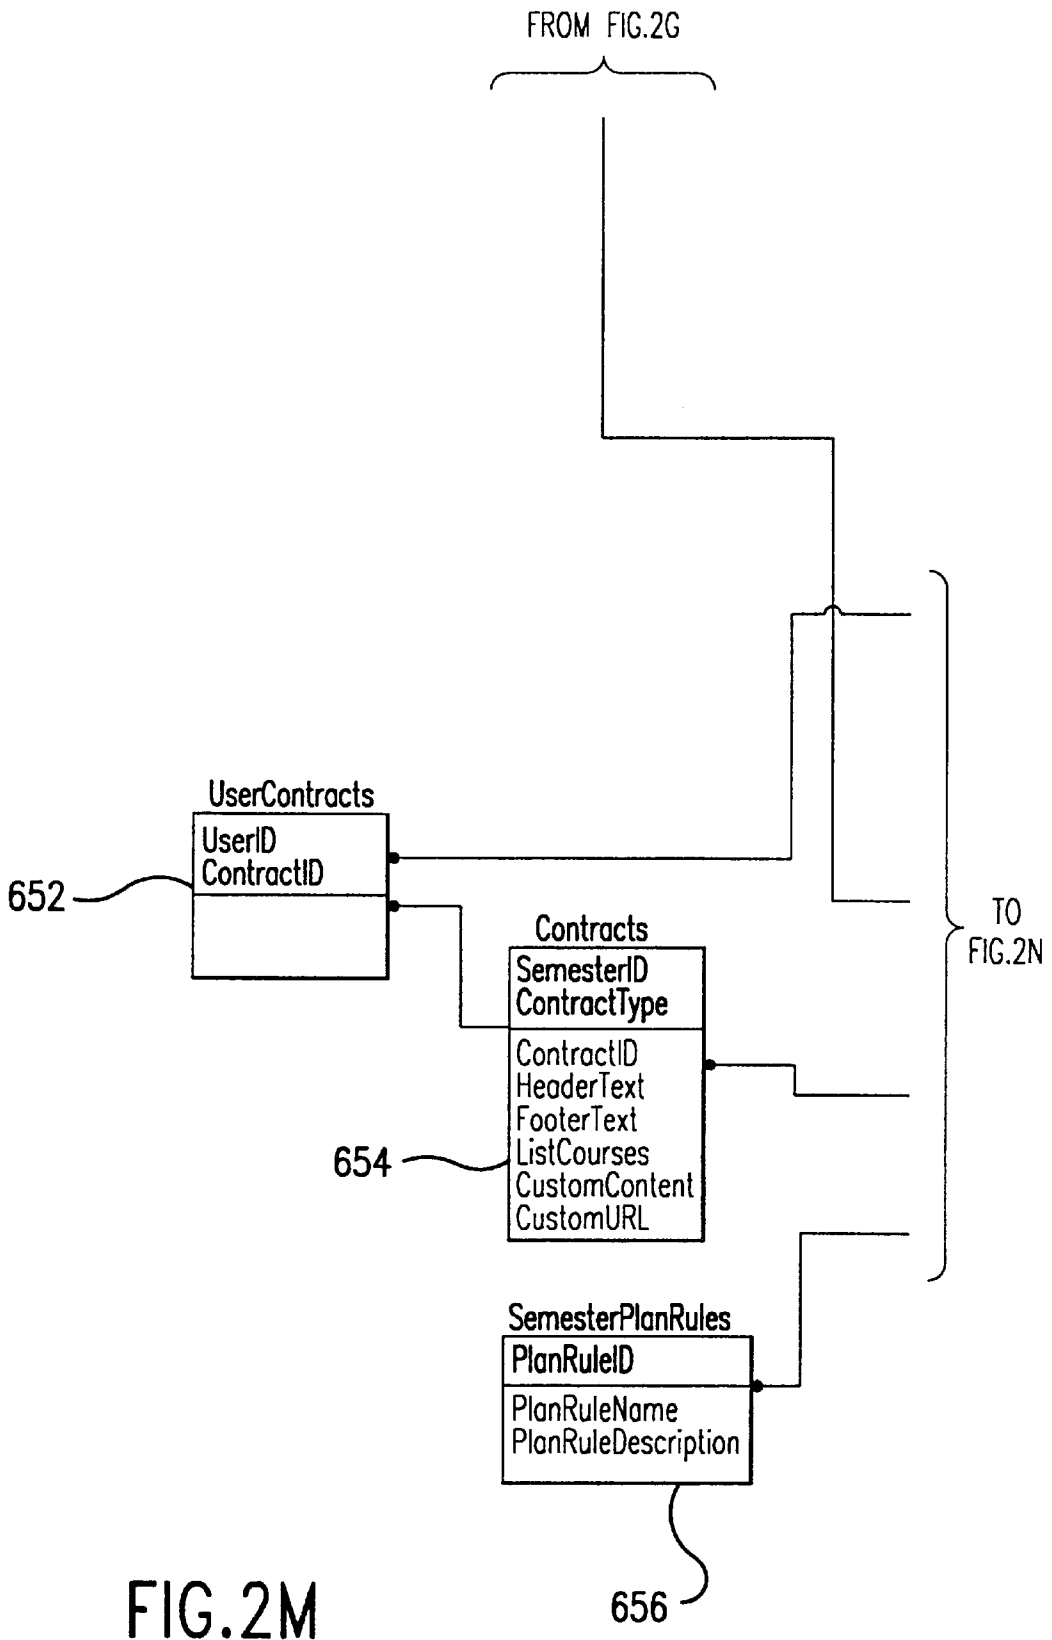 FROM FIG.2G
UserContracts
UserID
ContractID
652
TO
FIG.2N
Contracts
SemesterID
ContractType
ContractID
HeaderText
FooterText
ListCourses
CustomContent
CustomURL
654
SemesterPlanRules
PlanRuleID
PlanRuleName
PlanRuleDescription
656
FIG.2M